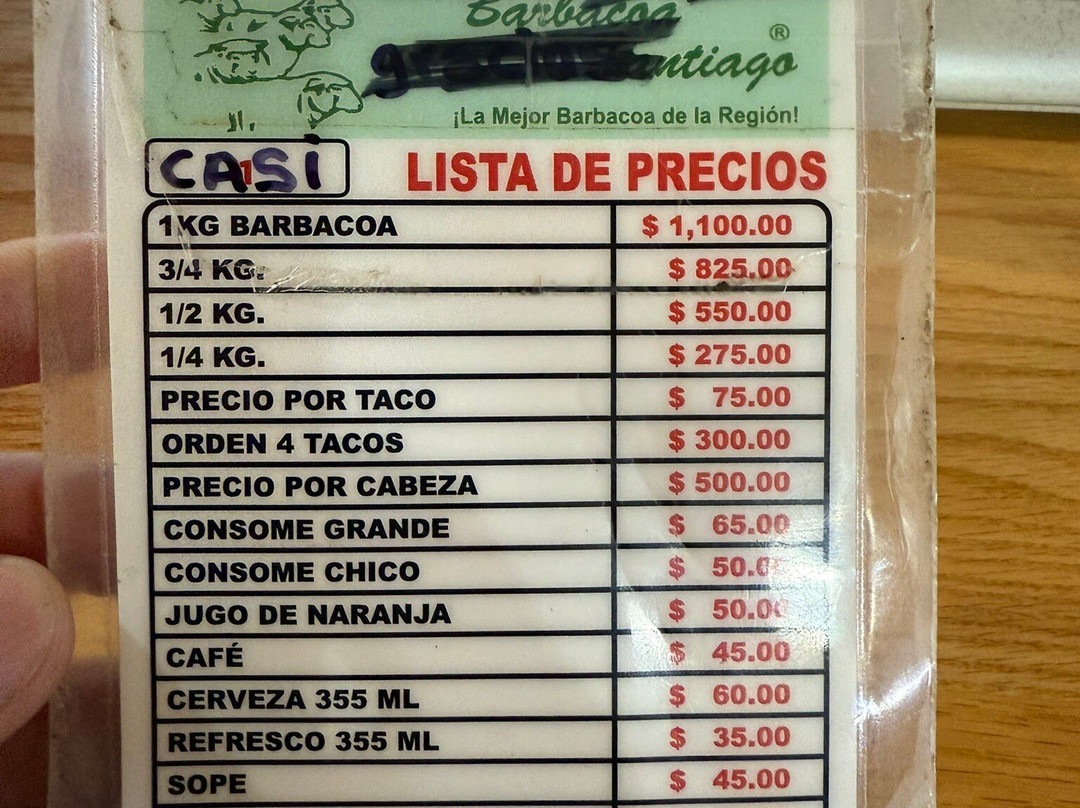 Barbacoa
ntiago ®
¡La Mejor Barbacoa de la Región!
CASi LISTA DE PRECIOS
1KG BARBACOA $ 1,100.00
3/4 KG. $ 825.00
1/2 KG. $ 550.00
1/4 KG. $ 275.00
PRECIO POR TACO $ 75.00
ORDEN 4 TACOS $ 300.00
PRECIO POR CABEZA $ 500.00
CONSOME GRANDE $ 65.00
CONSOME CHICO $ 50.0
JUGO DE NARANJA $ 50.00
CAFÉ $ 45.00
CERVEZA 355 ML $ 60.00
REFRESCO 355 ML $ 35.00
SOPE $ 45.00